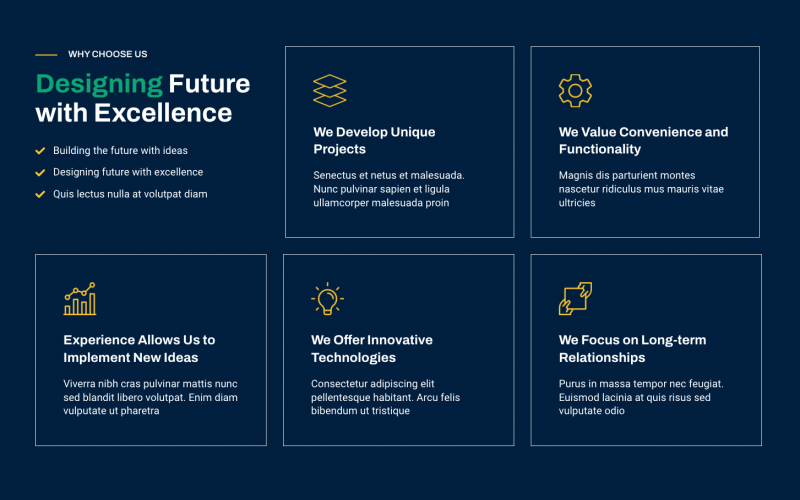 WHY CHOOSE US
Designing Future
with Excellence
Building the future with ideas
Designing future with excellence
Quis lectus nulla at volutpat diam
We Develop Unique
Projects
Senectus et netus et malesuada.
Nunc pulvinar sapien et ligula
ullamcorper malesuada proin
We Value Convenience and
Functionality
Magnis dis parturient montes
nascetur ridiculus mus mauris vitae
ultricies
Experience Allows Us to
Implement New Ideas
Viverra nibh cras pulvinar mattis nunc
sed blandit libero volutpat. Enim diam
vulputate ut pharetra
We Offer Innovative
Technologies
Consectetur adipiscing elit
pellentesque habitant. Arcu felis
bibendum ut tristique
We Focus on Long-term
Relationships
Purus in massa tempor nec feugiat.
Euismod lacinia at quis risus sed
vulputate odio